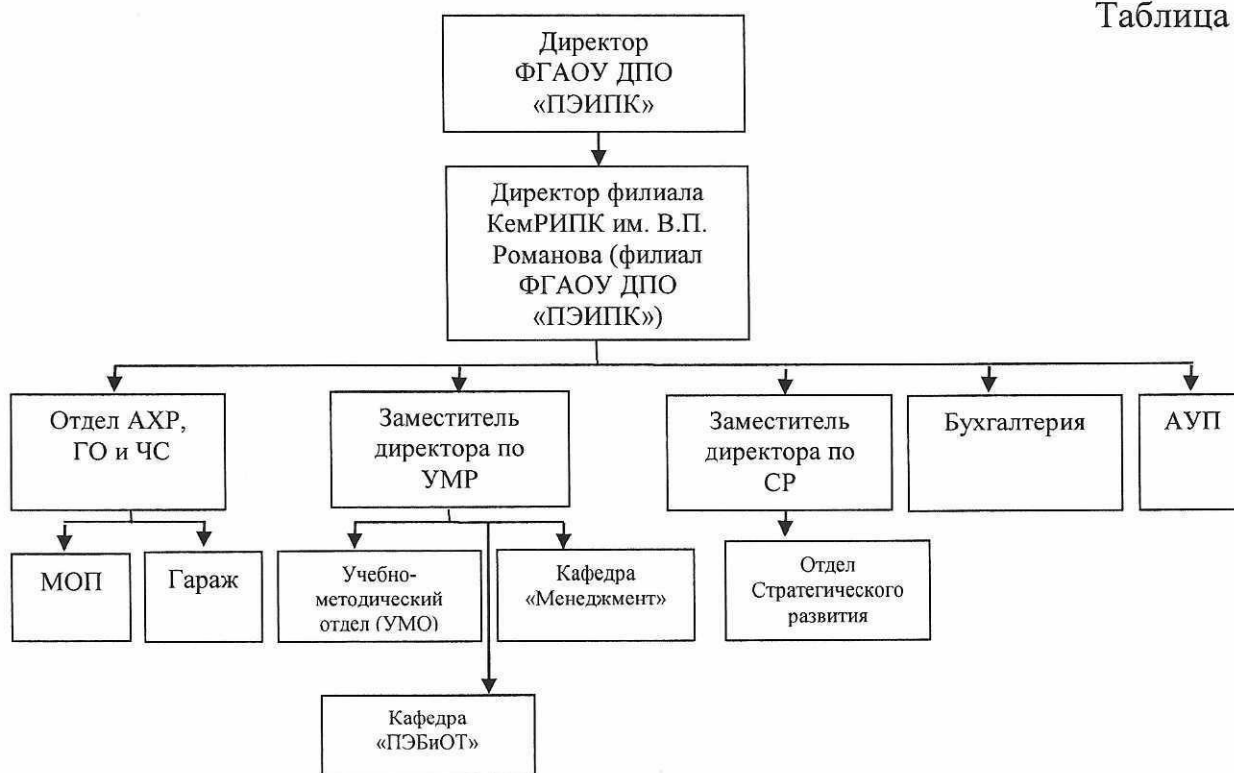 Таблица
Директор
ФГАОУ ДПО
«ПЭИПК»
Директор филиала
КемРИПК им. В.П.
Романова (филиал
ФГАОУ ДПО
«ПЭИПК»)
Отдел АХР,
ГО и ЧС
Заместитель
директора по
УМР
Заместитель
директора по
СР
Бухгалтерия
АУП
МОП
Гараж
Учебно-
методический
отдел (УМО)
Кафедра
«Менеджмент»
Отдел
Стратегического
развития
Кафедра
«ПЭБиОТ»